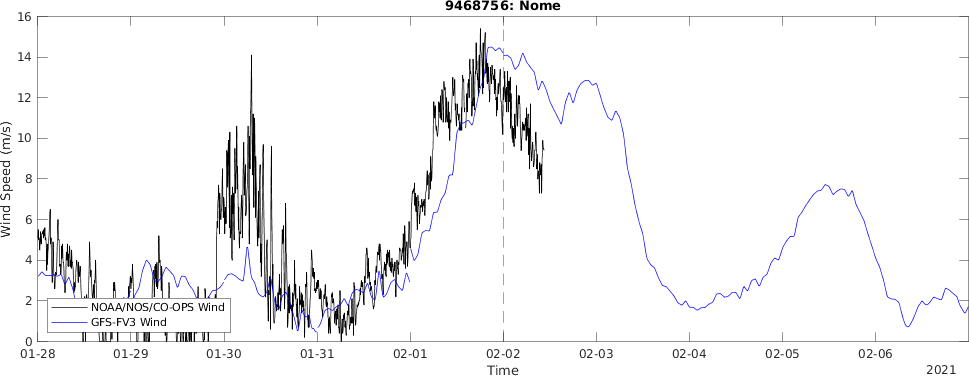 9468756: Nome
16
14
12
10
8
6
4
2
0
Wind Speed (m/s)
NOAA/NOS/CO-OPS Wind
GFS-FV3 Wind
01-28 01-29 01-30 01-31 02-01 02-02 02-03 02-04 02-05 02-06
Time
2021